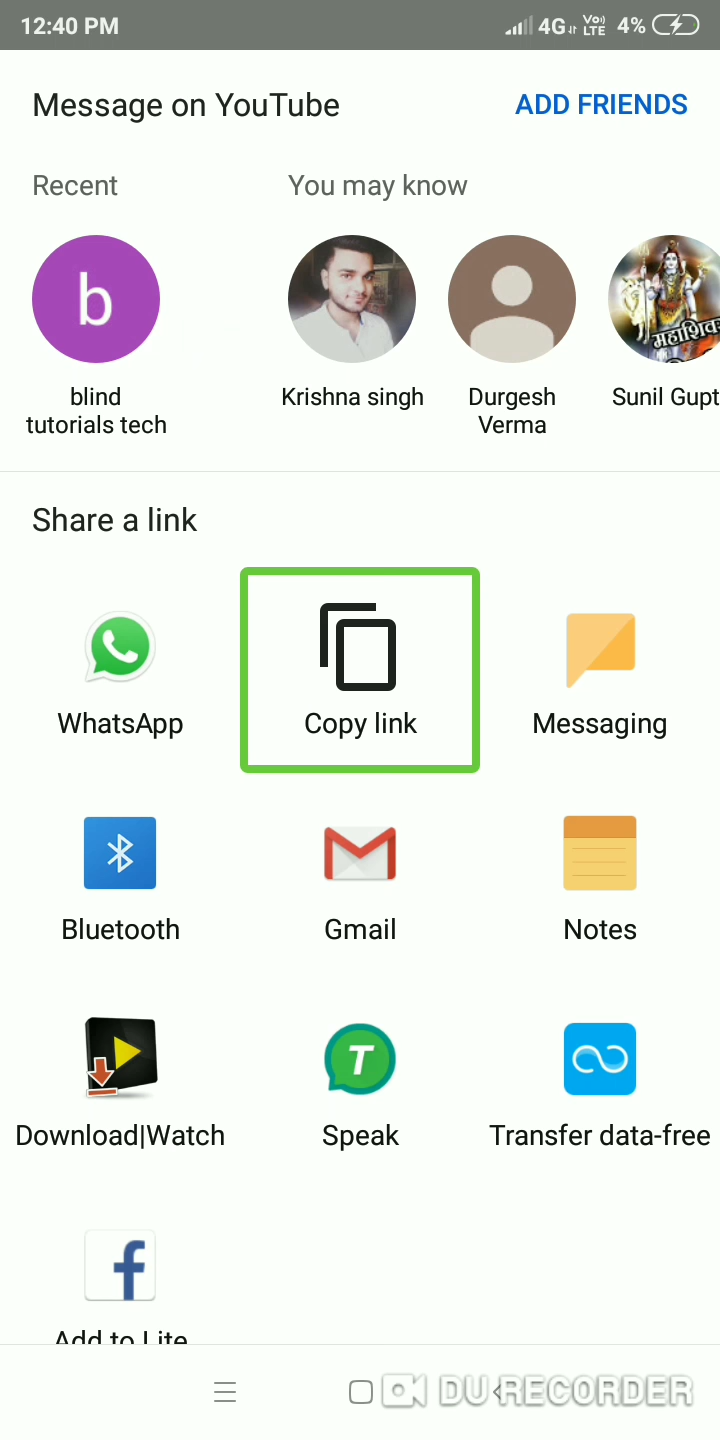 12:40 PM
4G VoLTE 4%
Message on YouTube
ADD FRIENDS
Recent
You may know
b
महाशिव
blind
tutorials tech
Krishna singh
Durgesh
Verma
Sunil Gupt
Share a link
WhatsApp
Copy link
Messaging
Bluetooth
Gmail
Notes
T
Download|Watch
Speak
Transfer data-free
f
Add to Lite
DU RECORDER